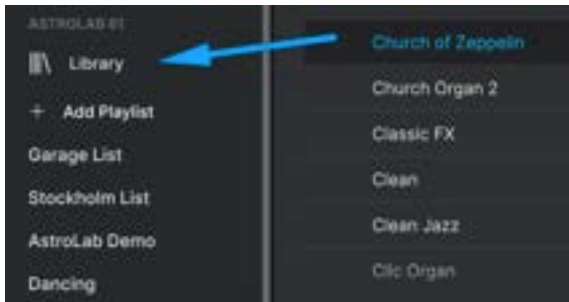 ASTROLAB 01
Library
+ Add Playlist
Garage List
Stockholm List
AstroLab Demo
Dancing
Church of Zeppelin
Church Organ 2
Classic FX
Clean
Clean Jazz
Clic Organ